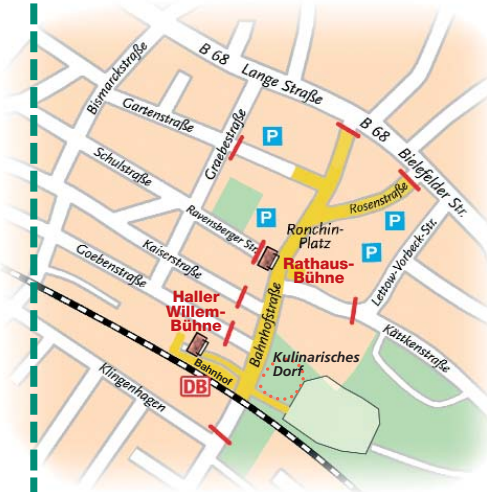 B 68
Lange Straße
B 68
Bielefelder Str.
Bismarckstraße
Gartenstraße
Graebestraße
P
Schulstraße
Rosenstraße
Ravensberger Str.
P
P
P
Ronchin-
Platz
Rathaus-
Bühne
Lettow-Vorbeck-Str.
Kaiserstraße
Goebenstraße
Haller
Willem-
Bühne
Bahnhofstraße
Kättkenstraße
Kulinarisches
Dorf
Bahnhof
DB
Klingenhagen